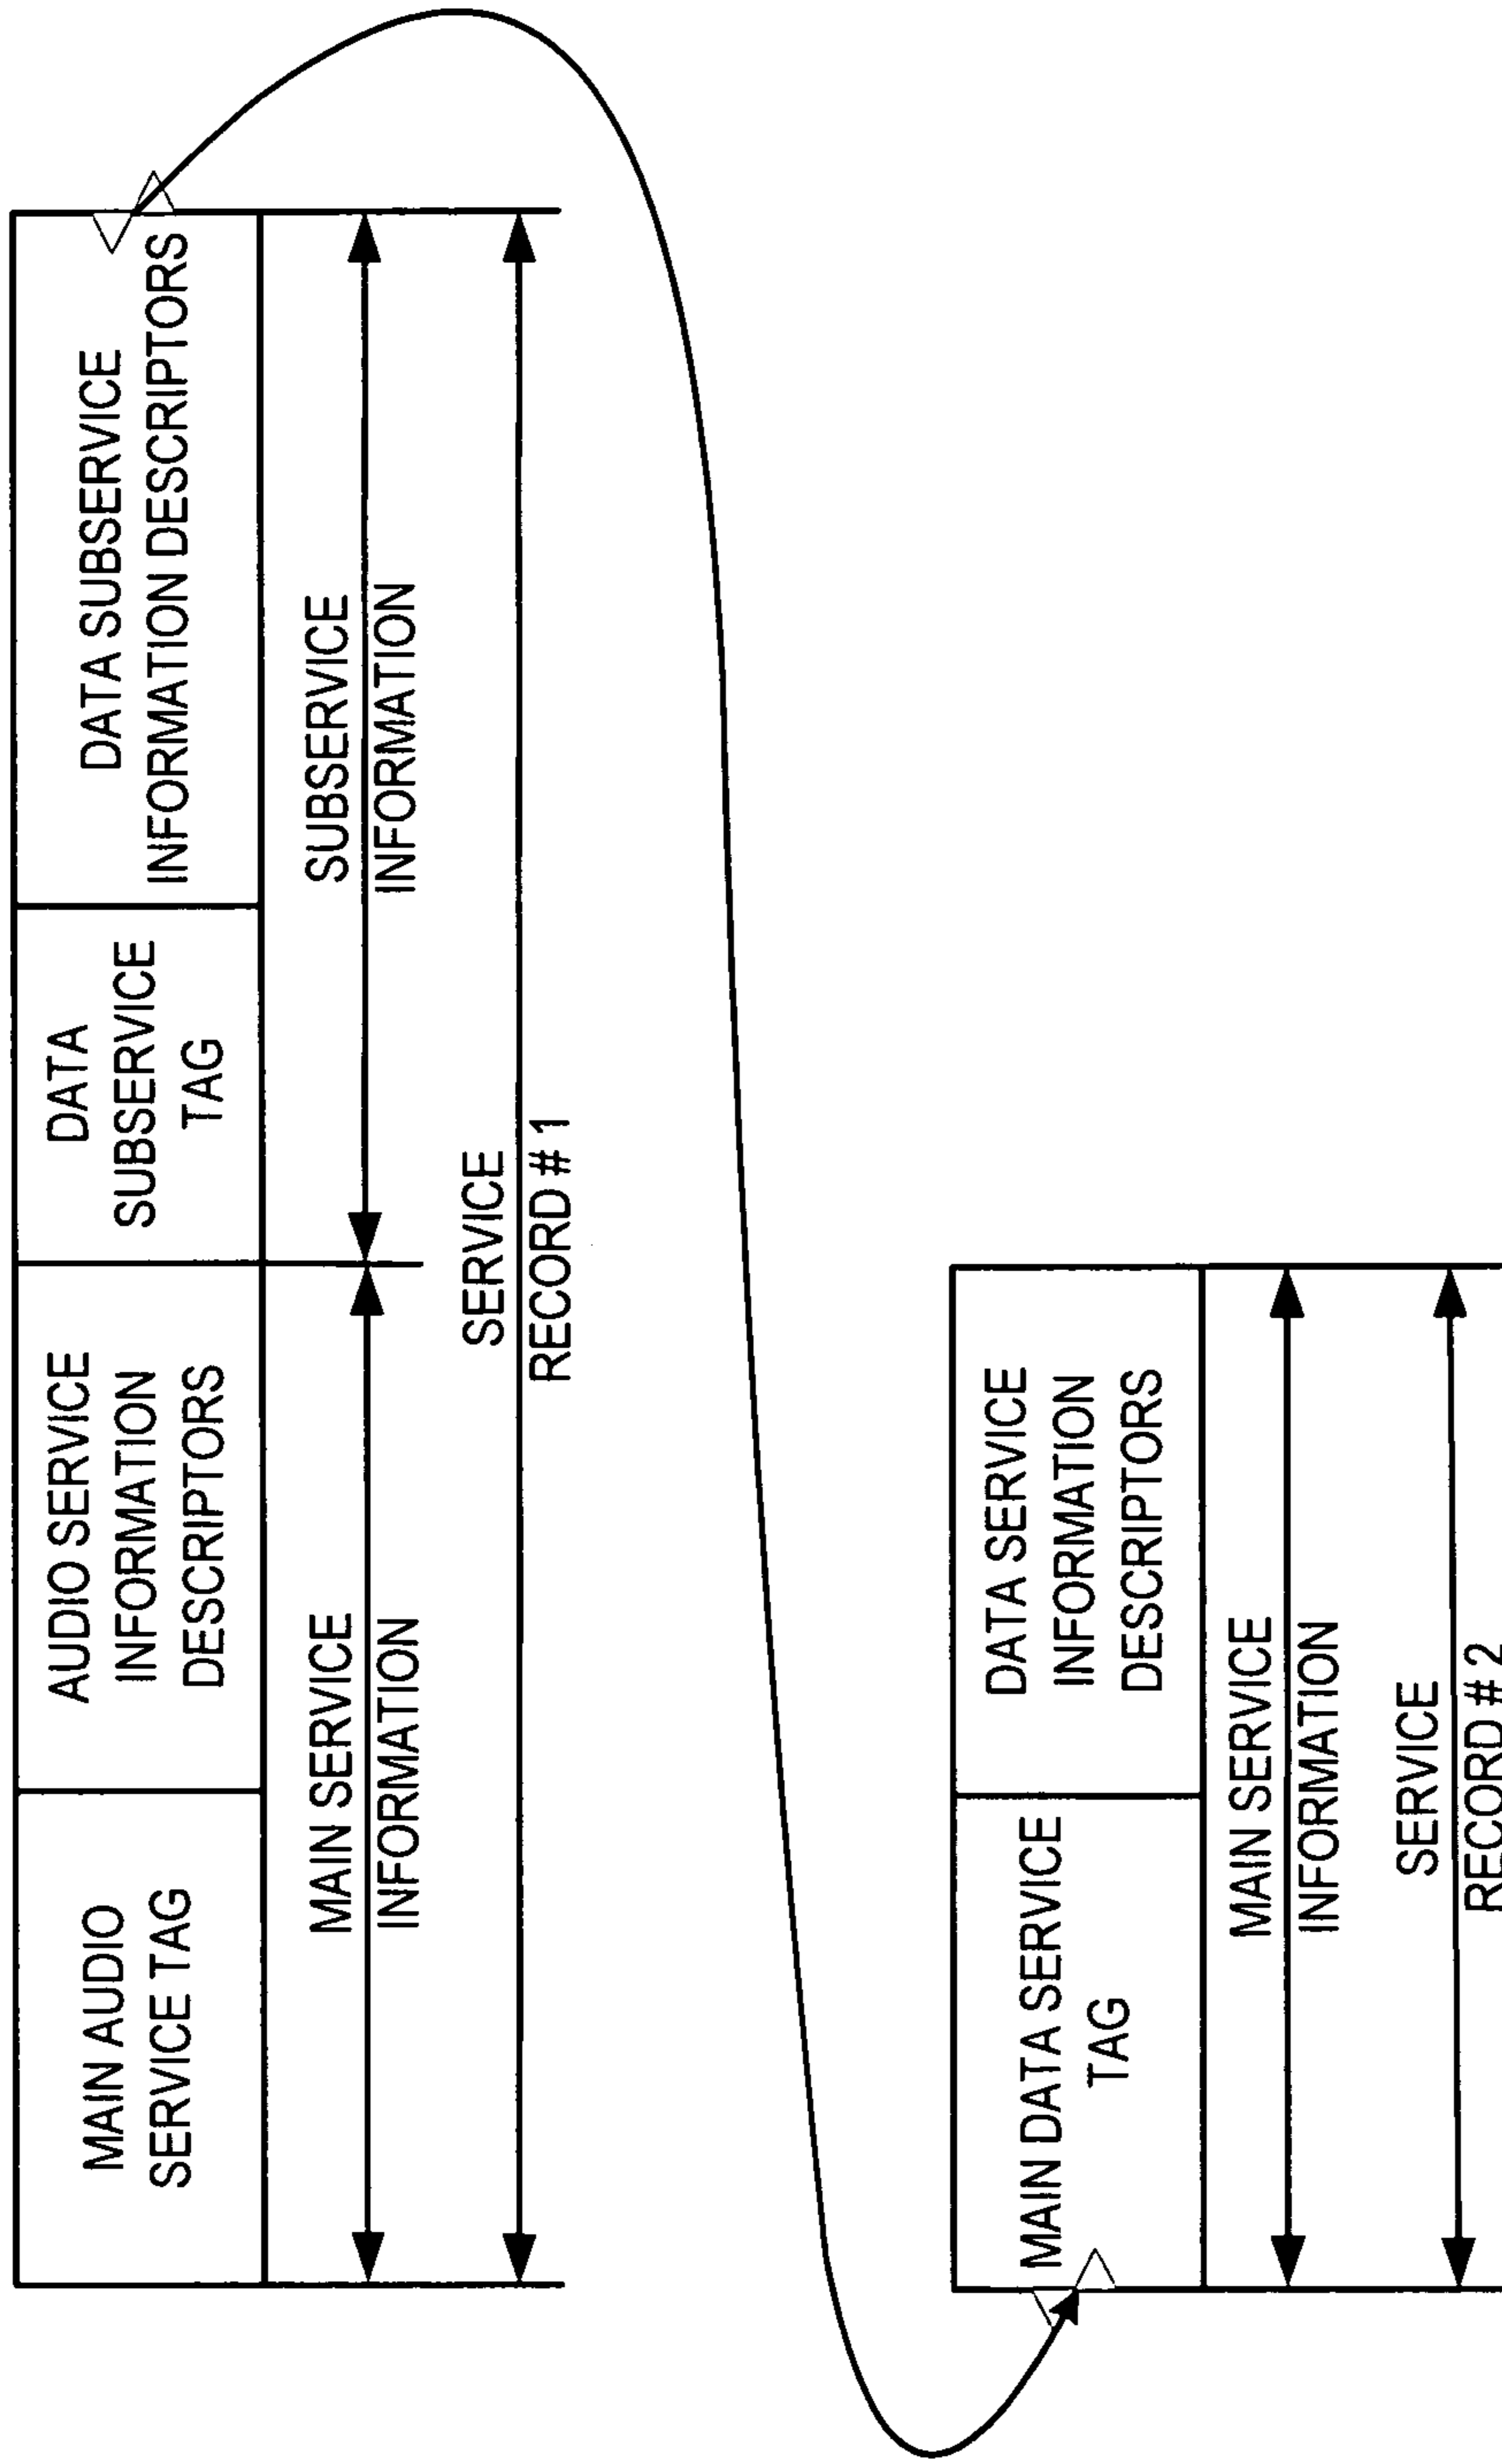 MAIN AUDIO
SERVICE TAG
AUDIO SERVICE
INFORMATION
DESCRIPTORS
DATA
SUBSERVICE
TAG
DATA SUBSERVICE
INFORMATION DESCRIPTORS
MAIN SERVICE
INFORMATION
SUBSERVICE
INFORMATION
SERVICE
RECORD # 1
MAIN DATA SERVICE
TAG
DATA SERVICE
INFORMATION
DESCRIPTORS
MAIN SERVICE
INFORMATION
SERVICE
RECORD # 2